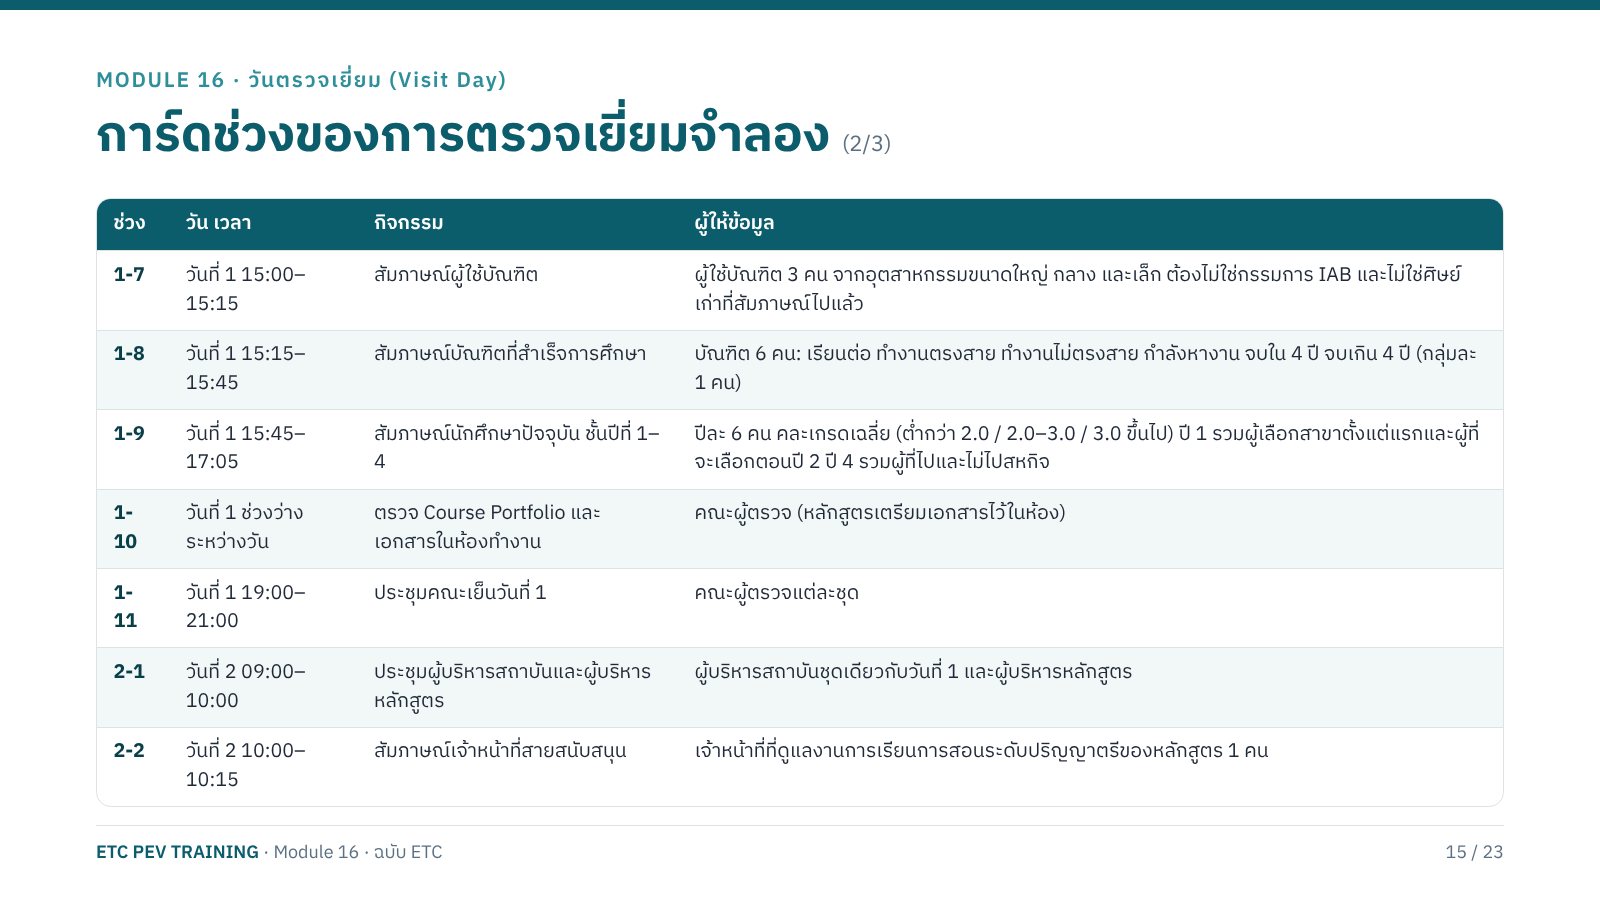 MODULE 16 · วันตรวจเยี่ยม (Visit Day)
การ์ดช่วงของการตรวจเยี่ยมจำลอง (2/3)
ช่วง วัน เวลา กิจกรรม ผู้ให้ข้อมูล
1-7 วันที่ 1 15:00– สัมภาษณ์ผู้ใช้บัณฑิต ผู้ใช้บัณฑิต 3 คน จากอุตสาหกรรมขนาดใหญ่ กลาง และเล็ก ต้องไม่ใช่กรรมการ IAB และไม่ใช่ศิษย์
15:15 เก่าที่สัมภาษณ์ไปแล้ว
1-8 วันที่ 1 15:15– สัมภาษณ์บัณฑิตที่สำเร็จการศึกษา บัณฑิต 6 คน: เรียนต่อ ทำงานตรงสาย ทำงานไม่ตรงสาย กำลังหางาน จบใน 4 ปี จบเกิน 4 ปี (กลุ่มละ
15:45 1 คน)
1-9 วันที่ 1 15:45– สัมภาษณ์นักศึกษาปัจจุบัน ชั้นปีที่ 1– ปีละ 6 คน คละเกรดเฉลี่ย (ต่ำกว่า 2.0 / 2.0–3.0 / 3.0 ขึ้นไป) ปี 1 รวมผู้เลือกสาขาตั้งแต่แรกและผู้ที่
17:05 4 จะเลือกตอนปี 2 ปี 4 รวมผู้ที่ไปและไม่ไปสหกิจ
1- วันที่ 1 ช่วงว่าง ตรวจ Course Portfolio และ คณะผู้ตรวจ (หลักสูตรเตรียมเอกสารไว้ในห้อง)
10 ระหว่างวัน เอกสารในห้องทำงาน
1- วันที่ 1 19:00– ประชุมคณะเย็นวันที่ 1 คณะผู้ตรวจแต่ละชุด
11 21:00
2-1 วันที่ 2 09:00– ประชุมผู้บริหารสถาบันและผู้บริหาร ผู้บริหารสถาบันชุดเดียวกับวันที่ 1 และผู้บริหารหลักสูตร
10:00 หลักสูตร
2-2 วันที่ 2 10:00– สัมภาษณ์เจ้าหน้าที่สายสนับสนุน เจ้าหน้าที่ที่ดูแลงานการเรียนการสอนระดับปริญญาตรีของหลักสูตร 1 คน
10:15
ETC PEV TRAINING · Module 16 · ฉบับ ETC 15 / 23